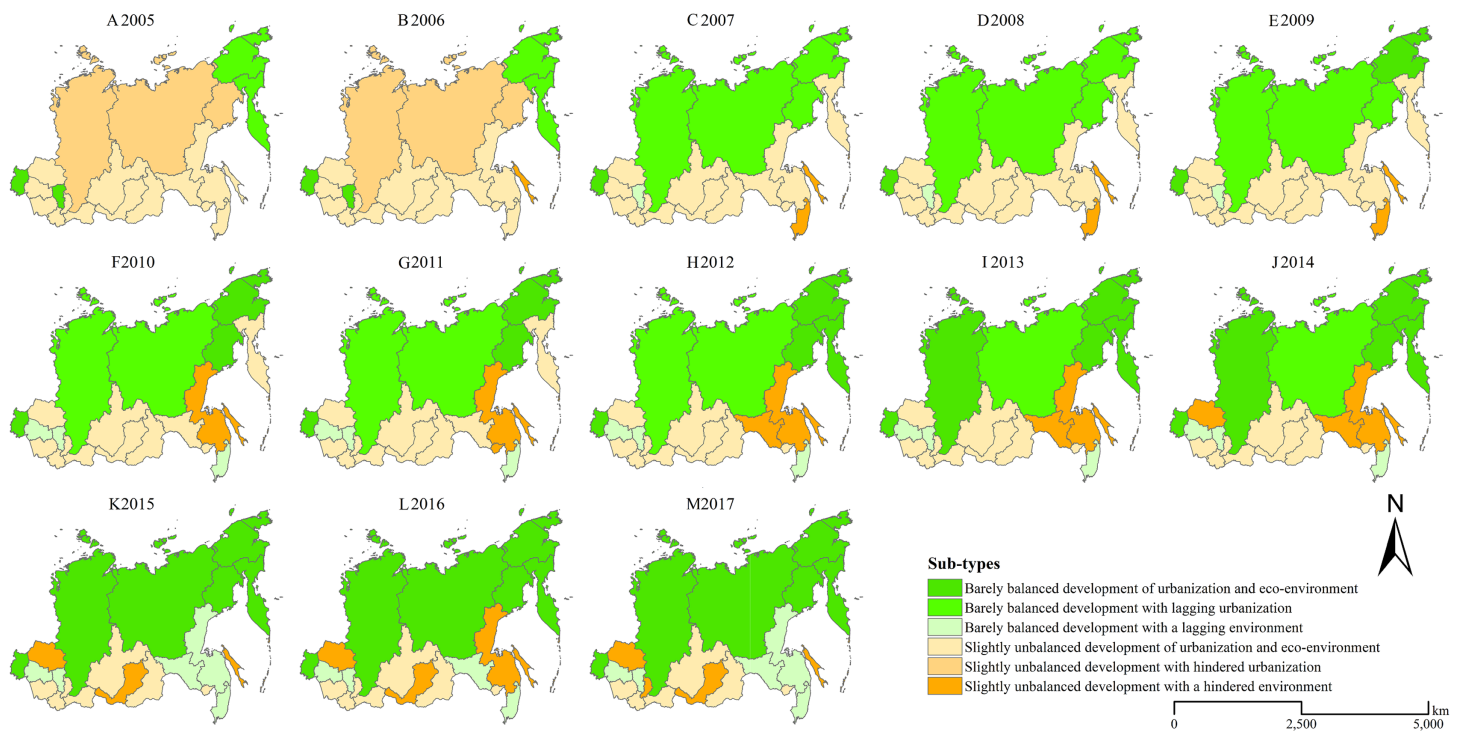 A 2005
B 2006
C 2007
D 2008
E 2009
F2010
G2011
H2012
I 2013
J 2014
K2015
L 2016
M2017
N
Sub-types
Barely balanced development of urbanization and eco-environment
Barely balanced development with lagging urbanization
Barely balanced development with a lagging environment
Slightly unbalanced development of urbanization and eco-environment
Slightly unbalanced development with hindered urbanization
Slightly unbalanced development with a hindered environment
km
0 2,500 5,000